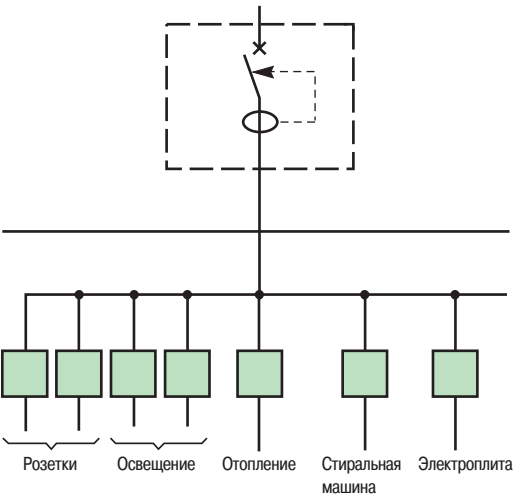 Розетки
Освещение
Отопление
Стиральная
машина
Электроплита